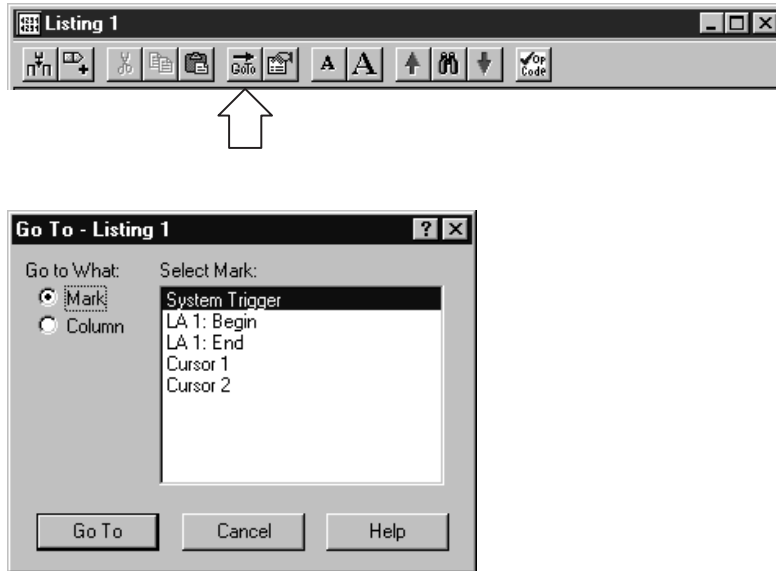 Listing 1
GoTo
A A
Op
Code
Go To - Listing 1
Go to What:
Select Mark:
Mark
Column
System Trigger
LA 1: Begin
LA 1: End
Cursor 1
Cursor 2
Go To
Cancel
Help